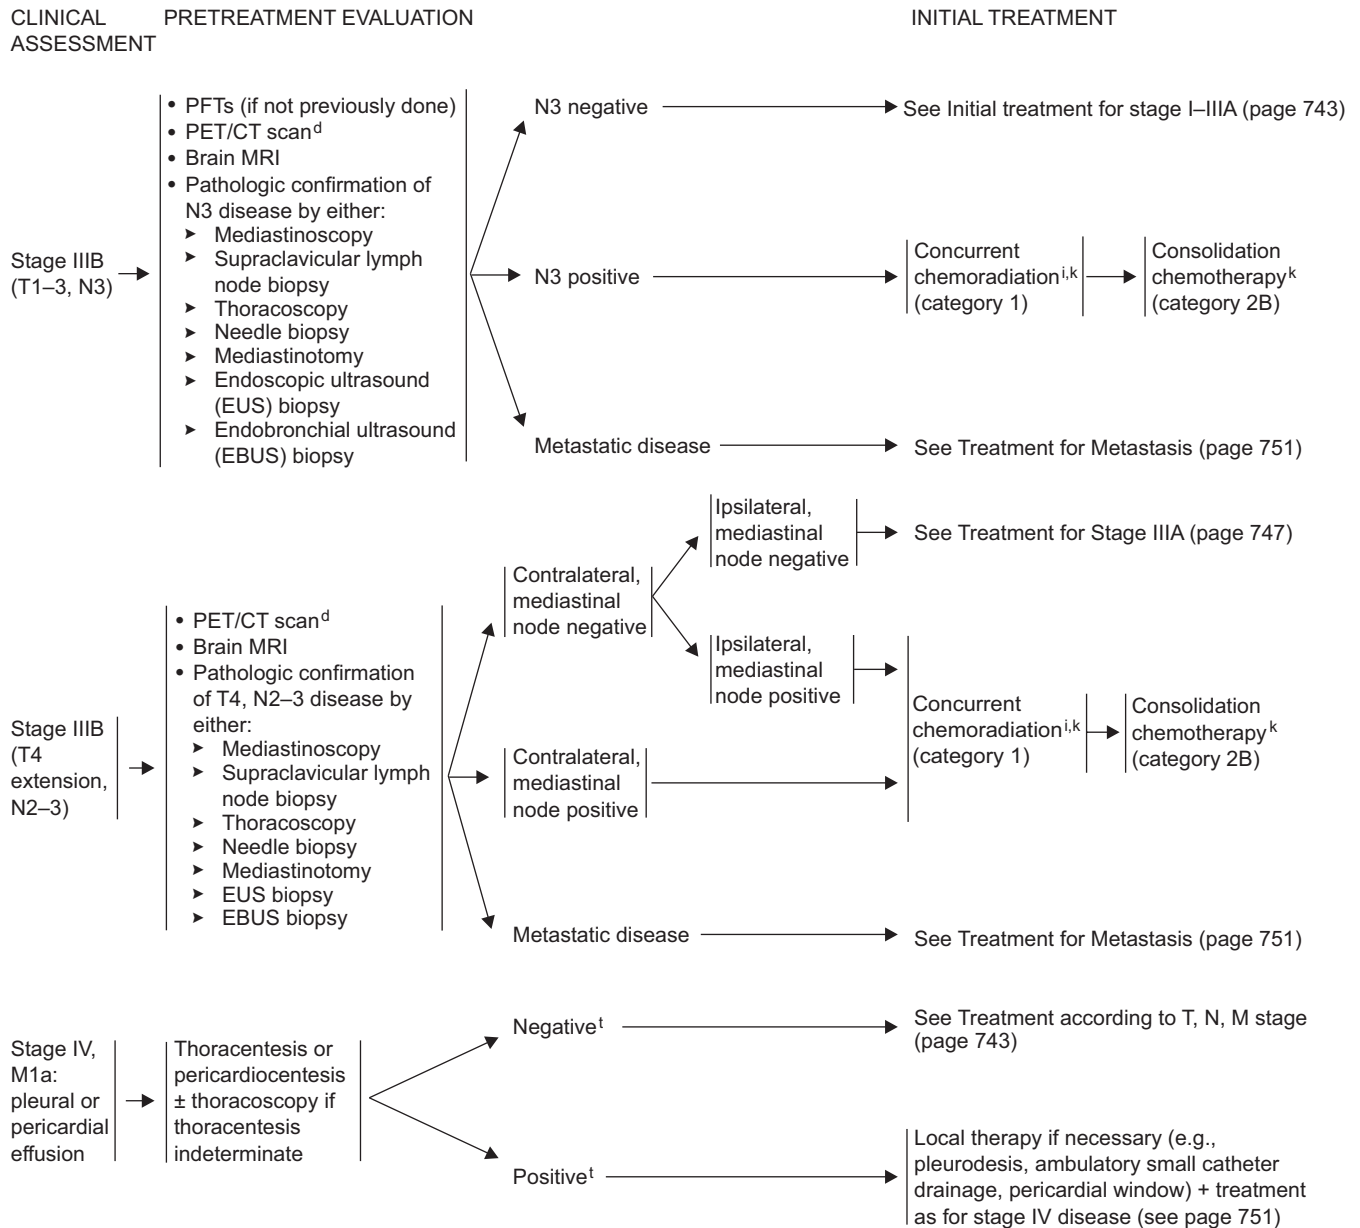 CLINICAL
ASSESSMENT
PRETREATMENT EVALUATION
INITIAL TREATMENT
Stage IIIB
(T1–3, N3)
• PFTs (if not previously done)
• PET/CT scan^d
• Brain MRI
• Pathologic confirmation of
N3 disease by either:
➤ Mediastinoscopy
➤ Supraclavicular lymph
node biopsy
➤ Thoracoscopy
➤ Needle biopsy
➤ Mediastinotomy
➤ Endoscopic ultrasound
(EUS) biopsy
➤ Endobronchial ultrasound
(EBUS) biopsy
N3 negative
See Initial treatment for stage I–IIIA (page 743)
N3 positive
Concurrent
chemoradiation^i,k
(category 1)
Consolidation
chemotherapy^k
(category 2B)
Metastatic disease
See Treatment for Metastasis (page 751)
Stage IIIB
(T4
extension,
N2–3)
• PET/CT scan^d
• Brain MRI
• Pathologic confirmation
of T4, N2–3 disease by
either:
➤ Mediastinoscopy
➤ Supraclavicular lymph
node biopsy
➤ Thoracoscopy
➤ Needle biopsy
➤ Mediastinotomy
➤ EUS biopsy
➤ EBUS biopsy
Contralateral,
mediastinal
node negative
Ipsilateral,
mediastinal
node negative
See Treatment for Stage IIIA (page 747)
Ipsilateral,
mediastinal
node positive
Contralateral,
mediastinal
node positive
Concurrent
chemoradiation^i,k
(category 1)
Consolidation
chemotherapy^k
(category 2B)
Metastatic disease
See Treatment for Metastasis (page 751)
Stage IV,
M1a:
pleural or
pericardial
effusion
Thoracentesis or
pericardiocentesis
± thoracoscopy if
thoracentesis
indeterminate
Negative^t
See Treatment according to T, N, M stage
(page 743)
Positive^t
Local therapy if necessary (e.g.,
pleurodesis, ambulatory small catheter
drainage, pericardial window) + treatment
as for stage IV disease (see page 751)